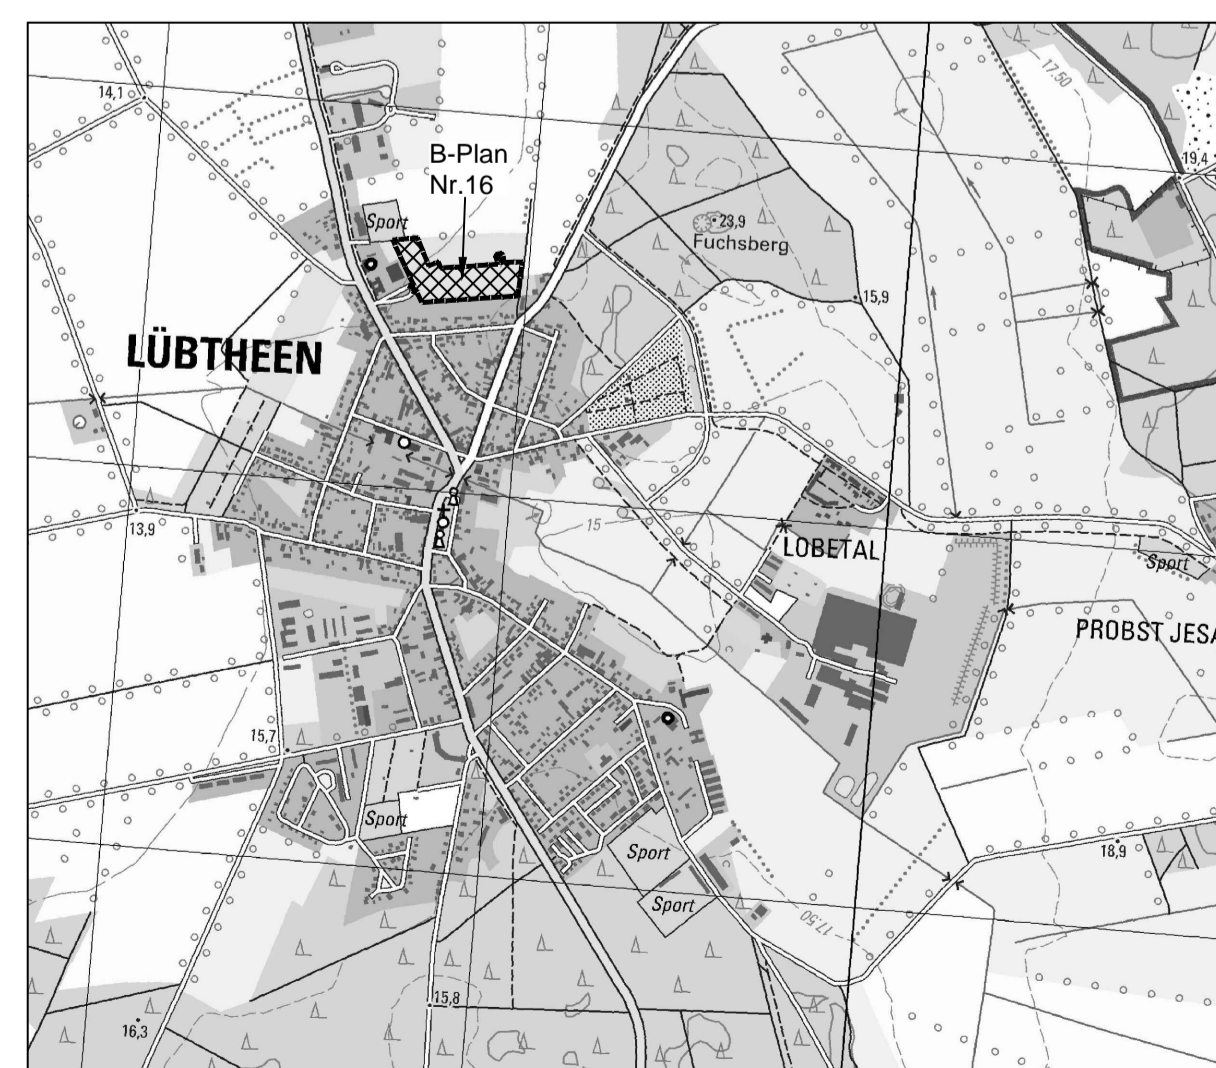 17.50
14,1
B-Plan
Nr.16
19,4
Sport
23,9
Fuchsberg
15,9
LÜBTHEEN
13,9
15
LOBETAL
Sport
PROBST JESA
15,7
Sport
Sport
18,9
Sport
17.50
15,8
16,3